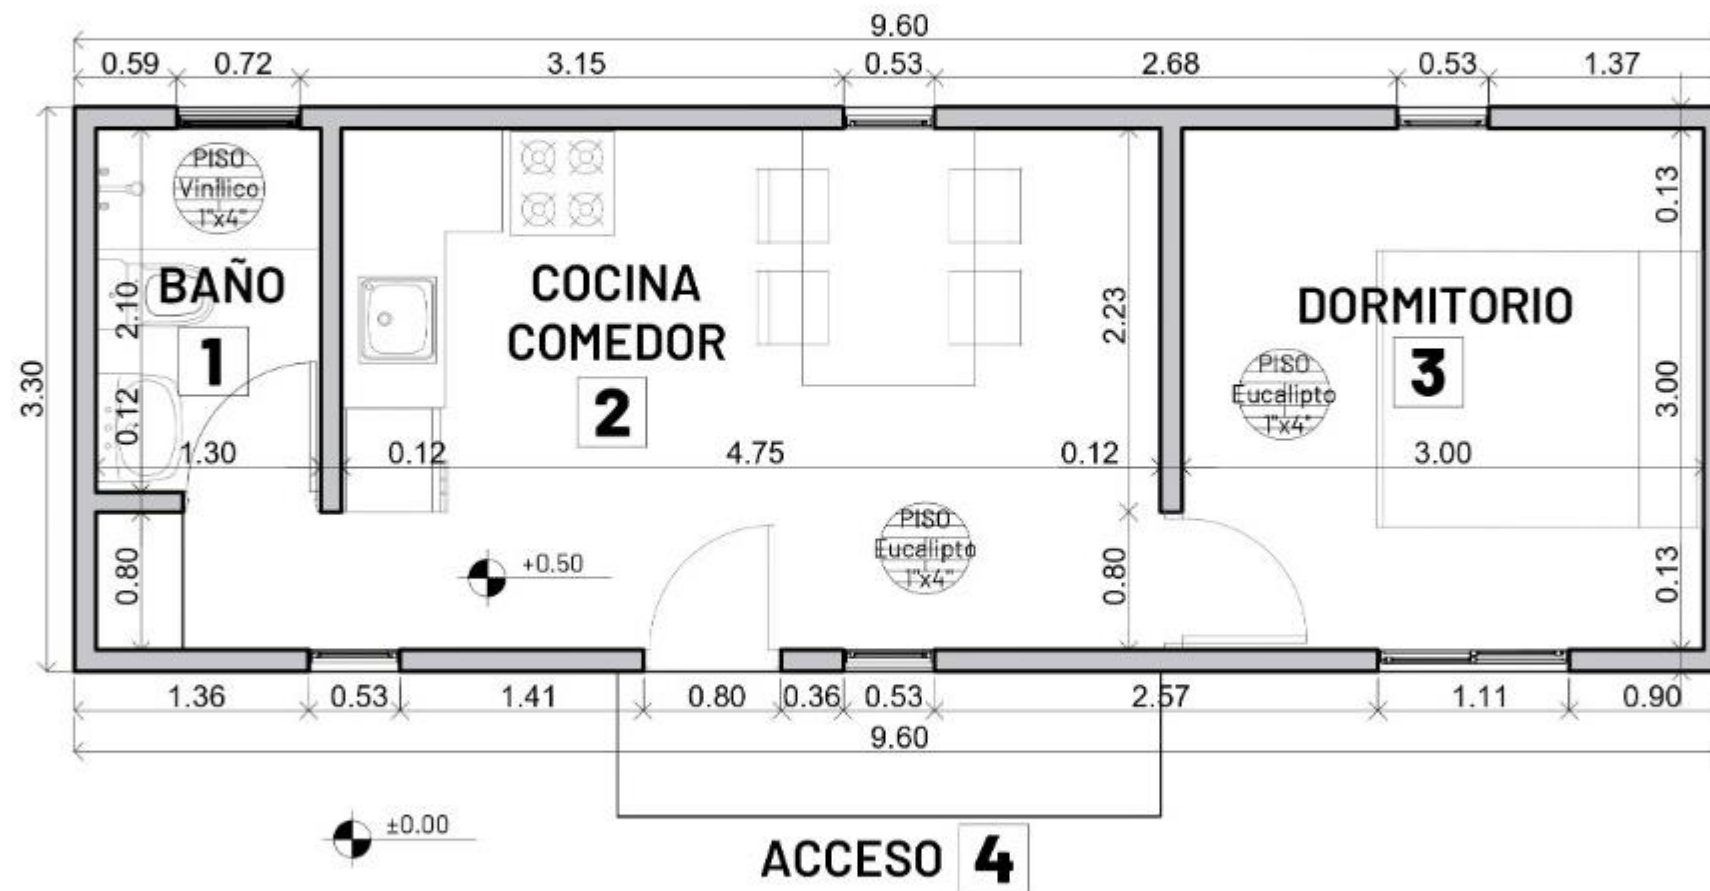 9.60
0.59 0.72 3.15 0.53 2.68 0.53 1.37
PISO
Vinilico
1"x4"
0.13
BAÑO
1
COCINA
COMEDOR
2
DORMITORIO
3
2.10
2.23
3.30
PISO
Eucalipto
1"x4"
3.00
0.12
1.30 0.12 4.75 0.12 3.00
PISO
Eucalipto
1"x4"
0.80
+0.50
0.80
0.13
1.36 0.53 1.41 0.80 0.36 0.53 2.57 1.11 0.90
9.60
±0.00
ACCESO 4